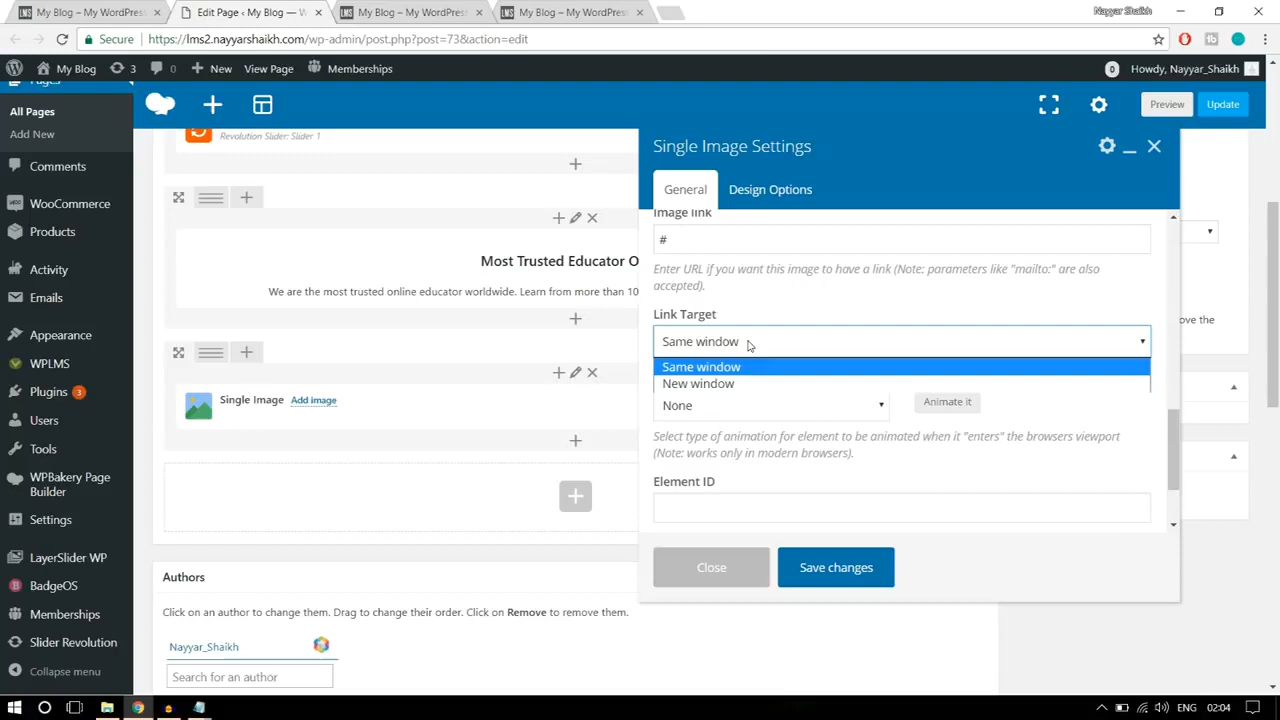 My Blog – My WordPress
Edit Page ‹ My Blog —
My Blog – My WordPress
My Blog – My WordPress
Nayyar Shaikh
Secure
https://lms2.nayyarshaikh.com/wp-admin/post.php?post=73&action=edit
My Blog
3
0
New
View Page
Memberships
0
Howdy, Nayyar_Shaikh
Pages
All Pages
Add New
Comments
WooCommerce
Products
Activity
Emails
Appearance
WPLMS
Plugins 3
Users
Tools
WPBakery Page
Builder
Settings
LayerSlider WP
BadgeOS
Memberships
Slider Revolution
Collapse menu
Preview
Update
Revolution Slider: Slider 1
Most Trusted Educator O
We are the most trusted online educator worldwide. Learn from more than 10
Single Image Add image
Authors
Click on an author to change them. Drag to change their order. Click on Remove to remove them.
Nayyar_Shaikh
Search for an author
Single Image Settings
General
Design Options
Image link
#
Enter URL if you want this image to have a link (Note: parameters like "mailto:" are also
accepted).
Link Target
Same window
Same window
New window
None
Animate it
Select type of animation for element to be animated when it "enters" the browsers viewport
(Note: works only in modern browsers).
Element ID
Close
Save changes
ove the
ENG
02:04